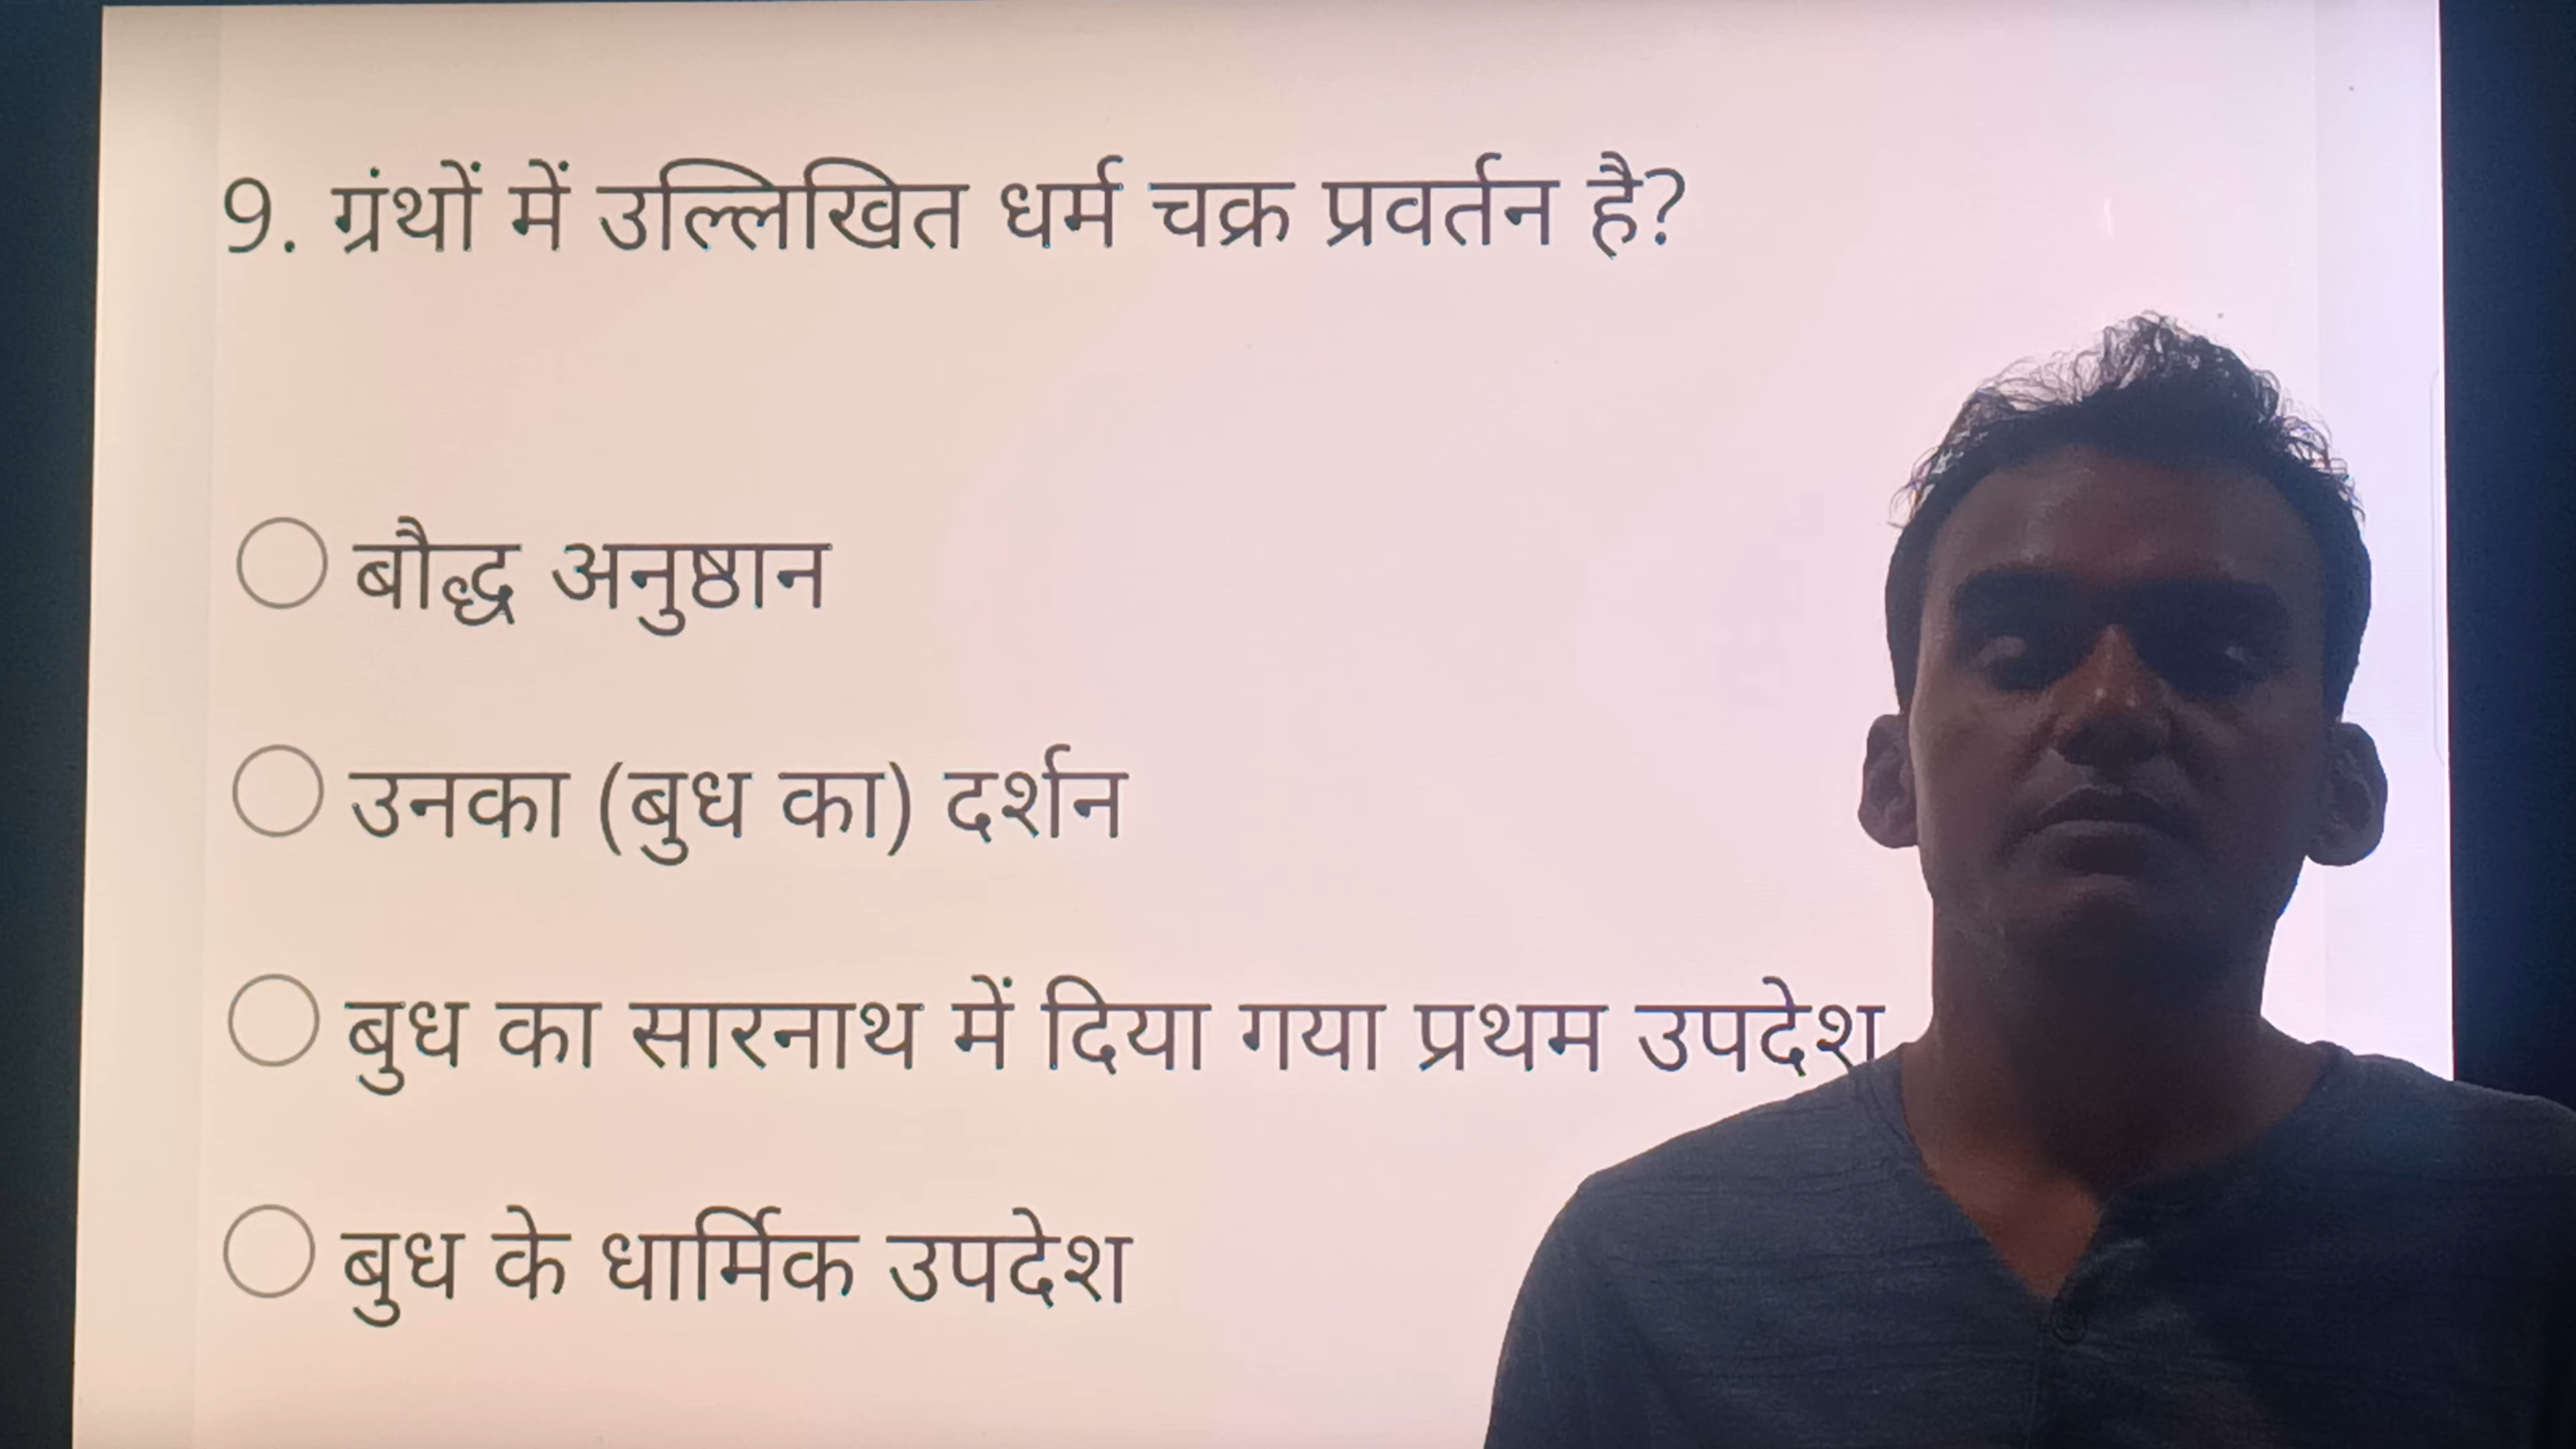 9. ग्रंथों में उल्लिखित धर्म चक्र प्रवर्तन है?
बौद्ध अनुष्ठान
उनका (बुध का) दर्शन
बुध का सारनाथ में दिया गया प्रथम उपदेश
बुध के धार्मिक उपदेश